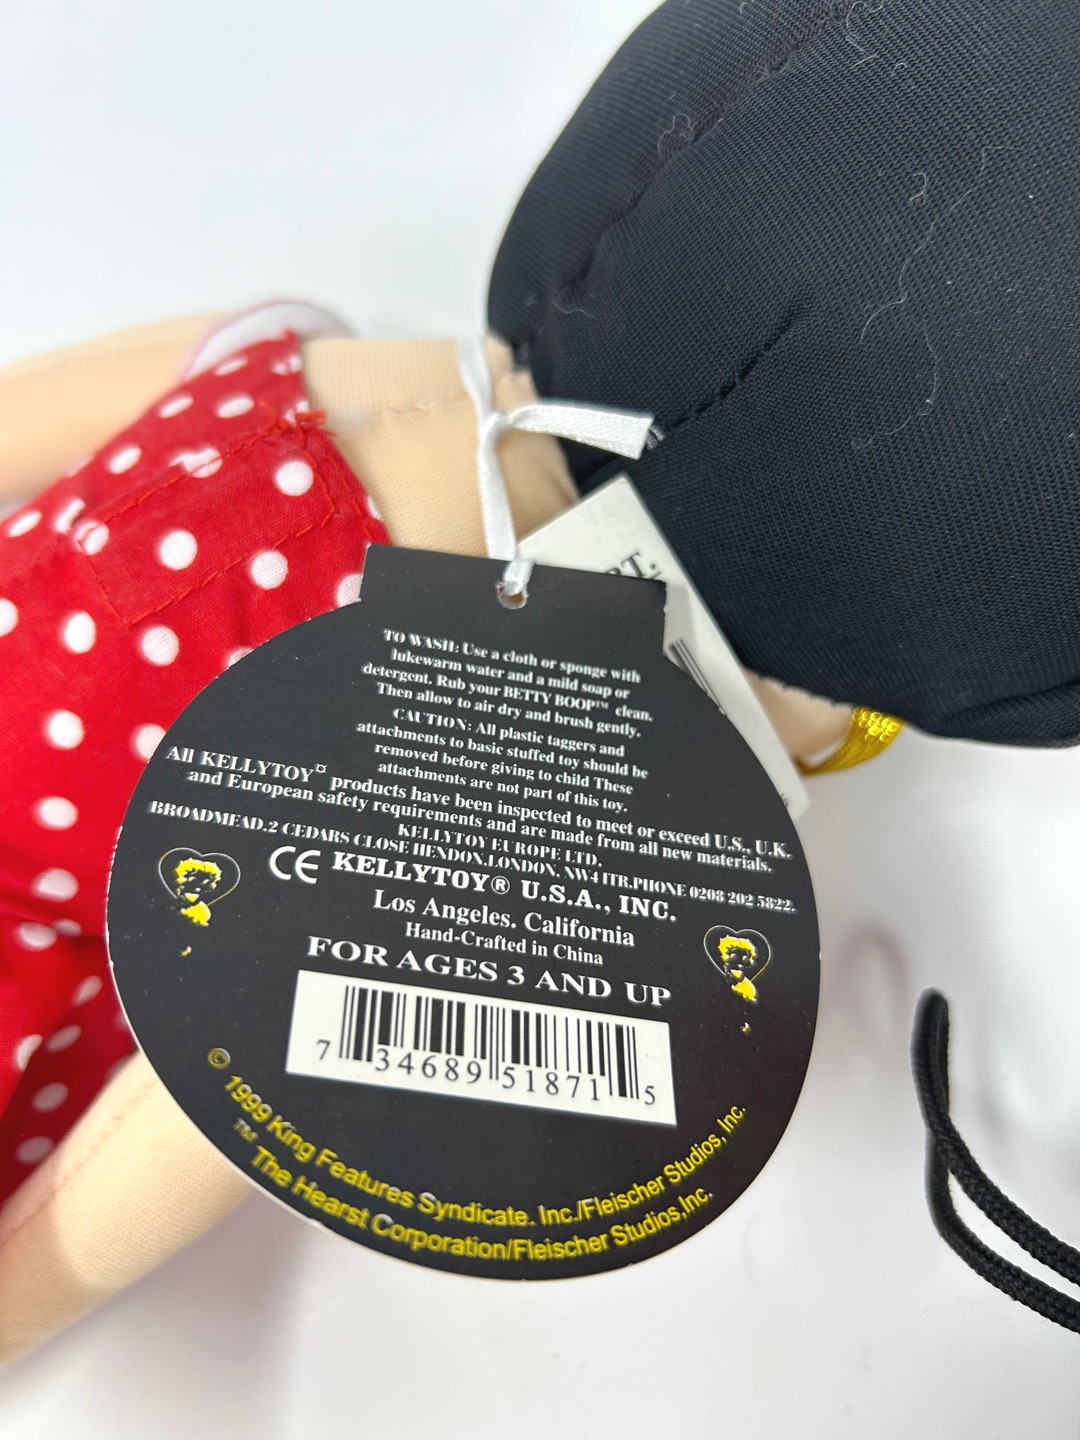 RT.
TO WASH: Use a cloth or sponge with
lukewarm water and a mild soap or
detergent. Rub your BETTY BOOP™ clean.
Then allow to air dry and brush gently.
CAUTION: All plastic taggers and
attachments to basic stuffed toy should be
removed before giving to child These
attachments are not part of this toy.
All KELLYTOY¤ products have been inspected to meet or exceed U.S., U.K.
and European safety requirements and are made from all new materials.
KELLYTOY EUROPE LTD.
BROADMEAD.2 CEDARS CLOSE HENDON.LONDON. NW4 1TR.PHONE 0208 202 5822.
CE KELLYTOY® U.S.A., INC.
Los Angeles. California
Hand-Crafted in China
FOR AGES 3 AND UP
7 34689 51871 5
© 1999 King Features Syndicate. Inc./Fleischer Studios, Inc.
™ The Hearst Corporation/Fleischer Studios,Inc.